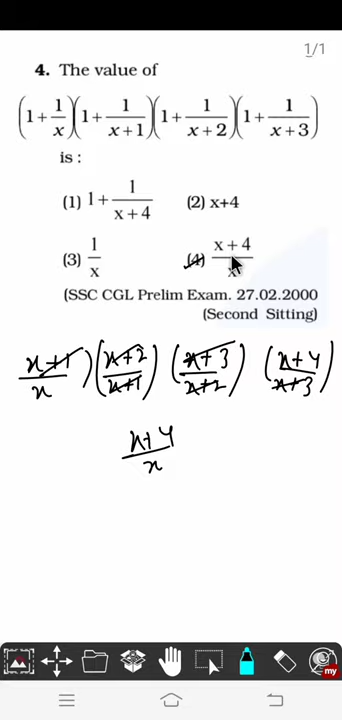 1/1
4. The value of
(1+1/x)(1+1/(x+1))(1+1/(x+2))(1+1/(x+3))
is :
(1) 1+1/(x+4) (2) x+4
(3) 1/x (4) (x+4)/x
(SSC CGL Prelim Exam. 27.02.2000
(Second Sitting)
(x+1)/x) ((x+2)/(x+1)) ((x+3)/(x+2)) ((x+4)/(x+3))
(x+4)/x
my